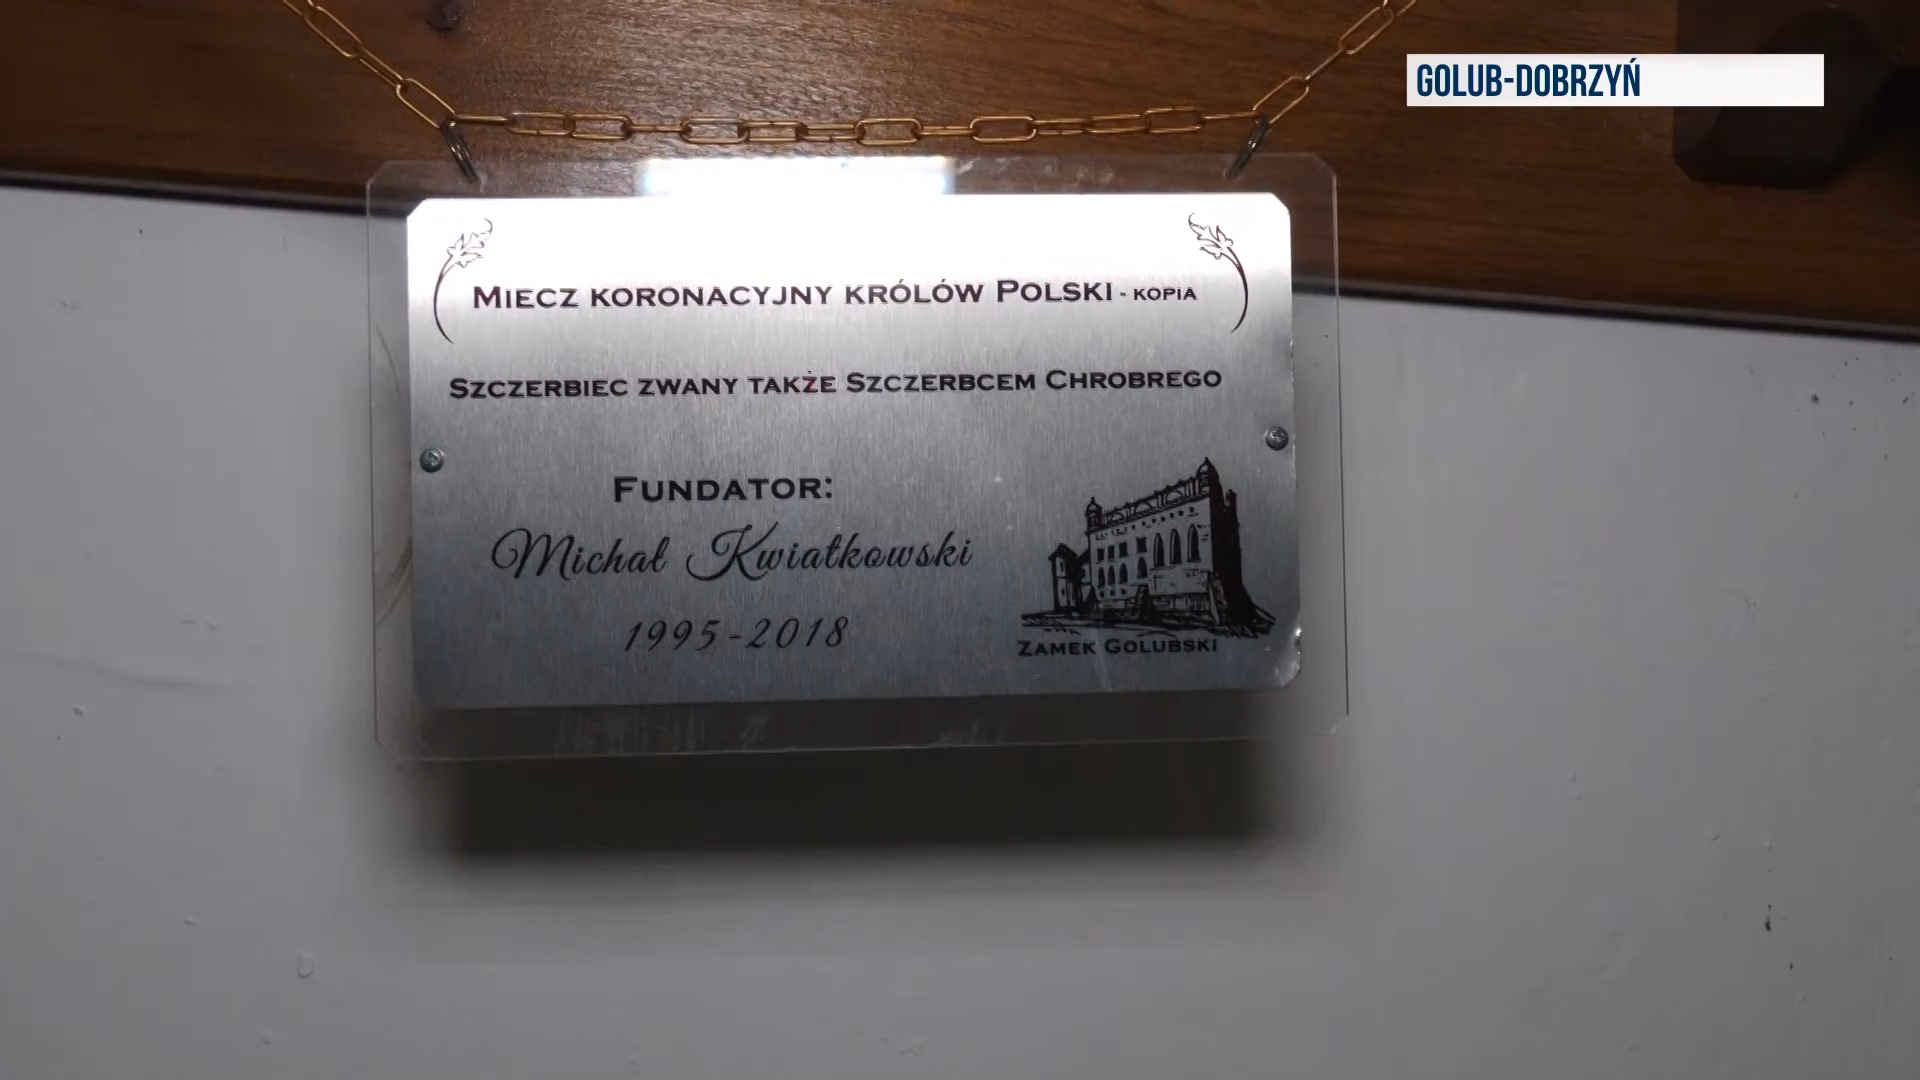 GOLUB-DOBRZYŃ
Miecz koronacyjny królów Polski - kopia
Szczerbiec zwany także Szczerbcem Chrobrego
Fundator:
Michał Kwiatkowski
1995-2018
Zamek Golubski